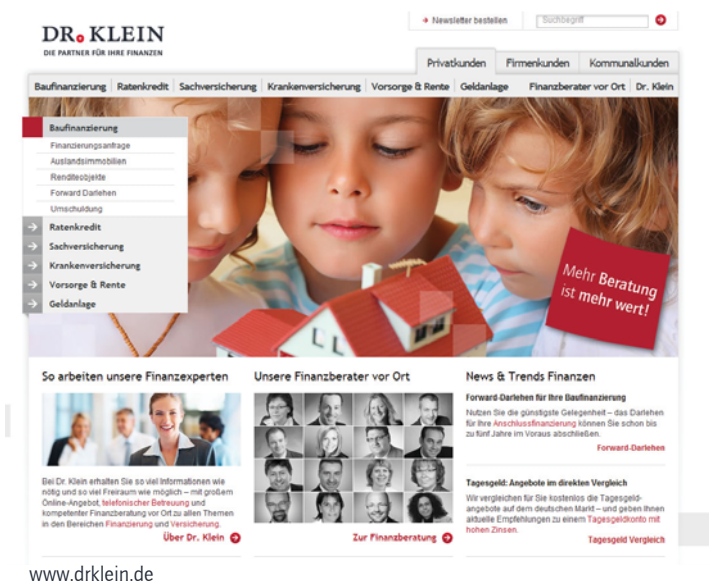 DR. KLEIN
DIE PARTNER FÜR IHRE FINANZEN
Newsletter bestellen
Suchbegriff
Privatkunden Firmenkunden Kommunalkunden
Baufinanzierung Ratenkredit Sachversicherung Krankenversicherung Vorsorge & Rente Geldanlage Finanzberater vor Ort Dr. Klein
Baufinanzierung
Finanzierungsanfrage
Auslandsimmobilien
Renditeobjekte
Forward Darlehen
Umschuldung
Ratenkredit
Sachversicherung
Krankenversicherung
Vorsorge & Rente
Geldanlage
Mehr Beratung
ist mehr wert!
So arbeiten unsere Finanzexperten
Bei Dr. Klein erhalten Sie so viel Informationen wie
nötig und so viel Freiraum wie möglich – mit großem
Online-Angebot, telefonischer Betreuung und
kompetenter Finanzberatung vor Ort zu allen Themen
in den Bereichen Finanzierung und Versicherung.
Über Dr. Klein
Unsere Finanzberater vor Ort
Zur Finanzberatung
News & Trends Finanzen
Forward-Darlehen für Ihre Baufinanzierung
Nutzen Sie die günstigste Gelegenheit – das Darlehen
für Ihre Anschlussfinanzierung können Sie schon bis
zu fünf Jahre im Voraus abschließen.
Forward-Darlehen
Tagesgeld: Angebote im direkten Vergleich
Wir vergleichen für Sie kostenlos die Tagesgeld-
angebote auf dem deutschen Markt – und geben Ihnen
aktuelle Empfehlungen zu einem Tagesgeldkonto mit
hohen Zinsen.
Tagesgeld Vergleich
www.drklein.de